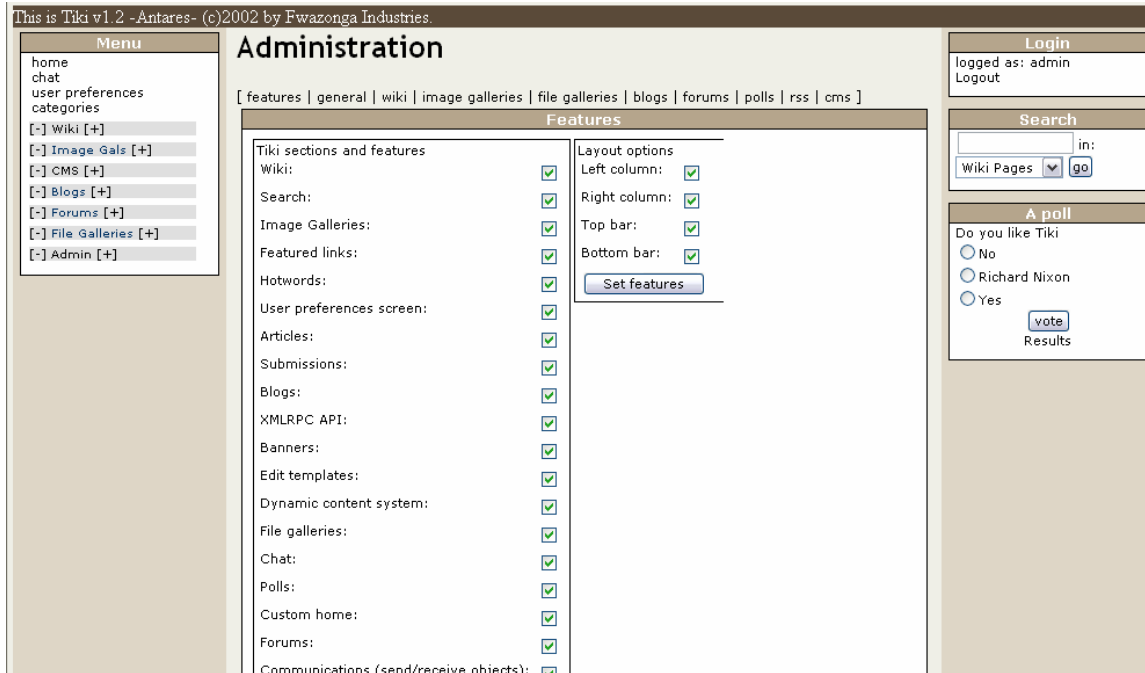 This is Tiki v1.2 -Antares- (c)2002 by Fwazonga Industries.
Menu
home
chat
user preferences
categories
[-] Wiki [+]
[-] Image Gals [+]
[-] CMS [+]
[-] Blogs [+]
[-] Forums [+]
[-] File Galleries [+]
[-] Admin [+]
Administration
[ features | general | wiki | image galleries | file galleries | blogs | forums | polls | rss | cms ]
Features
Tiki sections and features
Wiki:
Search:
Image Galleries:
Featured links:
Hotwords:
User preferences screen:
Articles:
Submissions:
Blogs:
XMLRPC API:
Banners:
Edit templates:
Dynamic content system:
File galleries:
Chat:
Polls:
Custom home:
Forums:
Communications (send/receive objects):
Layout options
Left column:
Right column:
Top bar:
Bottom bar:
Set features
Login
logged as: admin
Logout
Search
in:
Wiki Pages go
A poll
Do you like Tiki
No
Richard Nixon
Yes
vote
Results